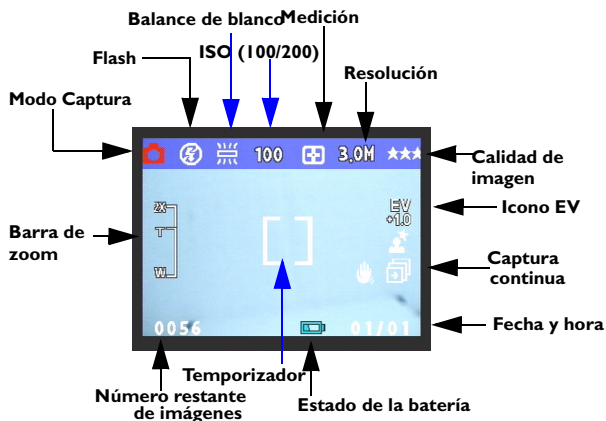 Balance de blanco
Medición
ISO (100/200)
Flash
Resolución
Modo Captura
100
3.0M
Calidad de
imagen
2X
T
W
EV
+1.0
Icono EV
Barra de
zoom
Captura
continua
0056
01/01
Fecha y hora
Temporizador
Número restante
de imágenes
Estado de la batería